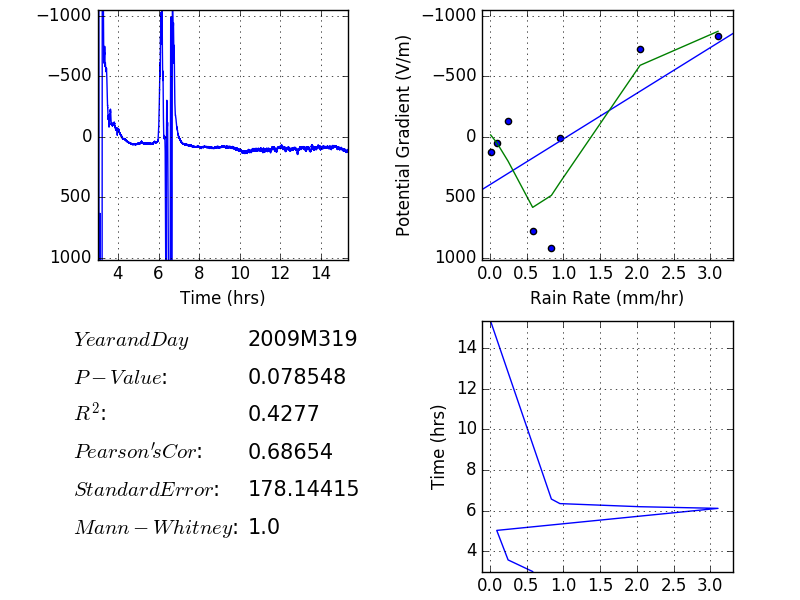 −1000
−500
0
500
1000
4 6 8 10 12 14
Time (hrs)
−1000
−500
0
500
1000
Potential Gradient (V/m)
0.0 0.5 1.0 1.5 2.0 2.5 3.0
Rain Rate (mm/hr)
YearandDay 2009M319
P−Value: 0.078548
R²: 0.4277
Pearson'sCor: 0.68654
StandardError: 178.14415
Mann−Whitney: 1.0
14
12
10
8
6
4
Time (hrs)
0.0 0.5 1.0 1.5 2.0 2.5 3.0